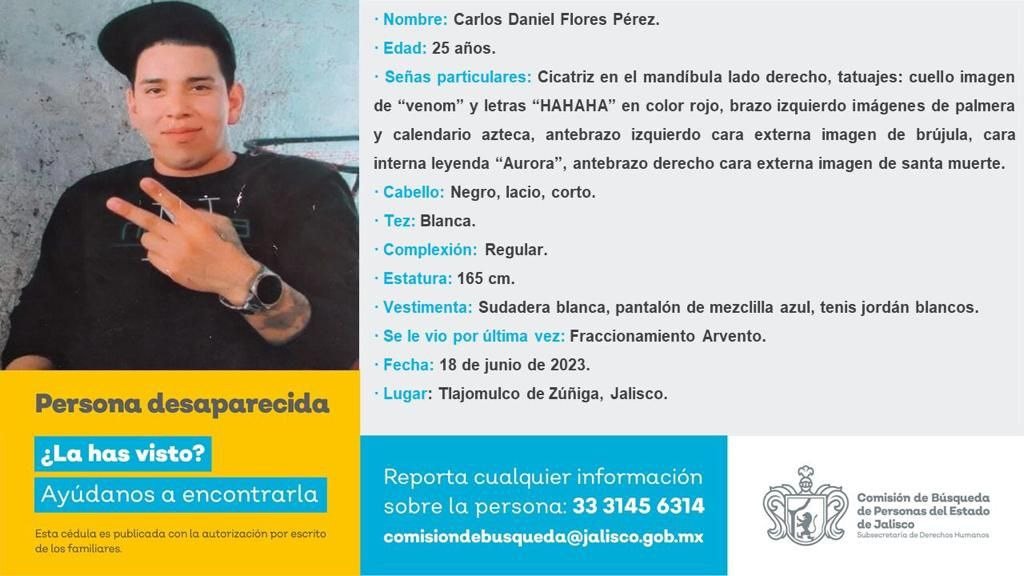 · Nombre: Carlos Daniel Flores Pérez.
· Edad: 25 años.
· Señas particulares: Cicatriz en el mandíbula lado derecho, tatuajes: cuello imagen
de “venom” y letras “HAHAHA” en color rojo, brazo izquierdo imágenes de palmera
y calendario azteca, antebrazo izquierdo cara externa imagen de brújula, cara
interna leyenda “Aurora”, antebrazo derecho cara externa imagen de santa muerte.
· Cabello: Negro, lacio, corto.
· Tez: Blanca.
· Complexión: Regular.
· Estatura: 165 cm.
· Vestimenta: Sudadera blanca, pantalón de mezclilla azul, tenis jordán blancos.
· Se le vio por última vez: Fraccionamiento Arvento.
· Fecha: 18 de junio de 2023.
· Lugar: Tlajomulco de Zúñiga, Jalisco.
Persona desaparecida
¿La has visto?
Ayúdanos a encontrarla
Esta cédula es publicada con la autorización por escrito
de los familiares.
Reporta cualquier información
sobre la persona: 33 3145 6314
comisiondebusqueda@jalisco.gob.mx
Comisión de Búsqueda
de Personas del Estado
de Jalisco
Subsecretaría de Derechos Humanos